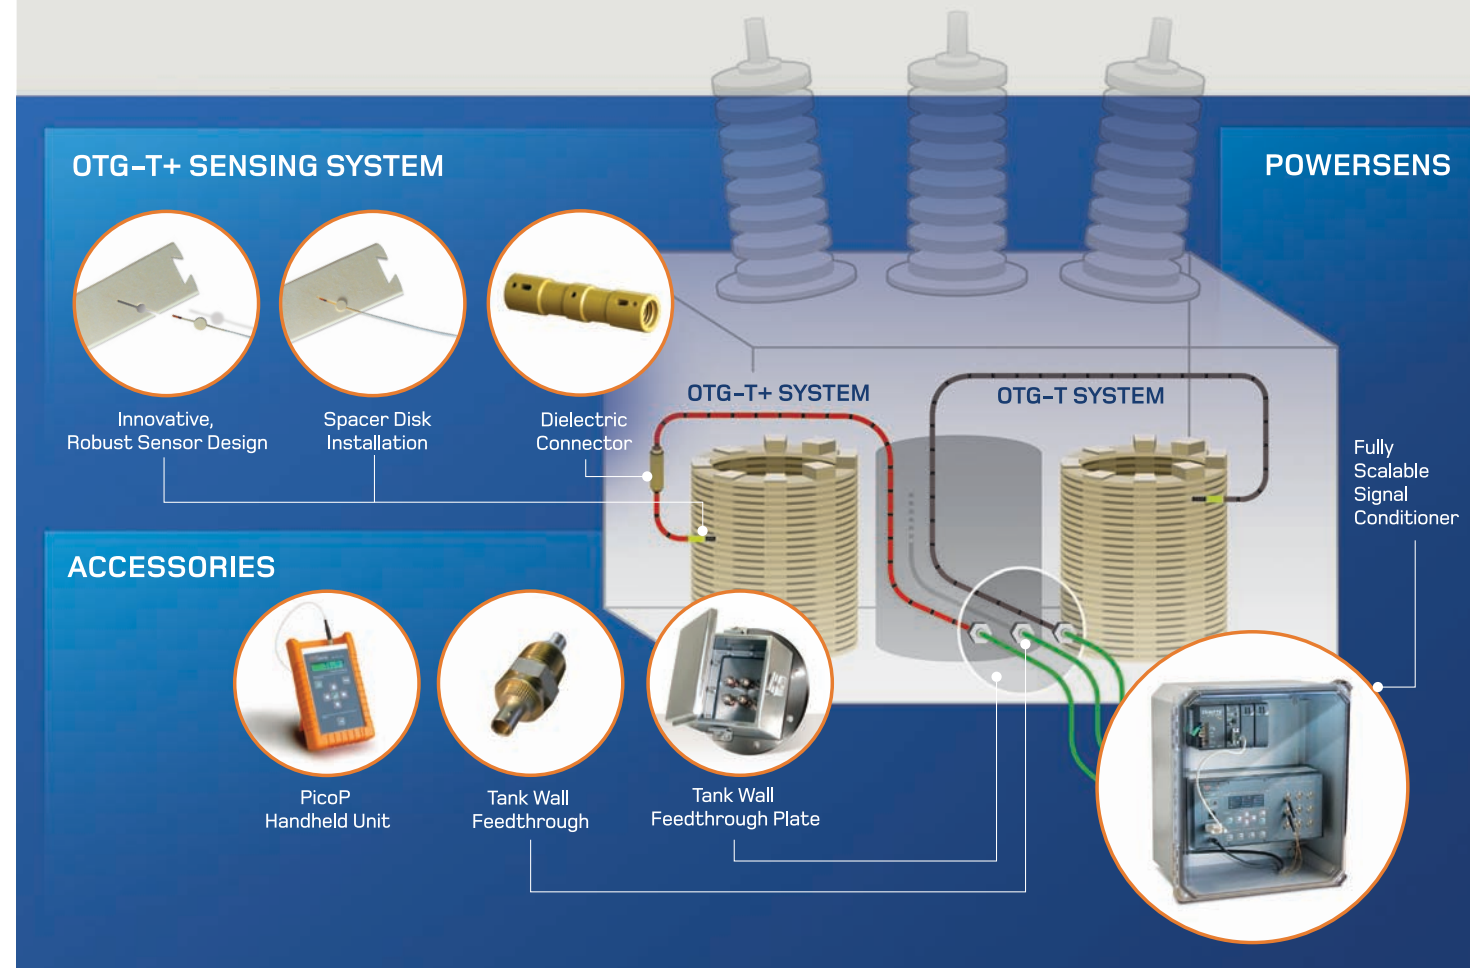 OTG-T+ SENSING SYSTEM
POWERSENS
Innovative,
Robust Sensor Design
Spacer Disk
Installation
Dielectric
Connector
OTG-T+ SYSTEM
OTG-T SYSTEM
Fully
Scalable
Signal
Conditioner
ACCESSORIES
PicoP
Handheld Unit
Tank Wall
Feedthrough
Tank Wall
Feedthrough Plate